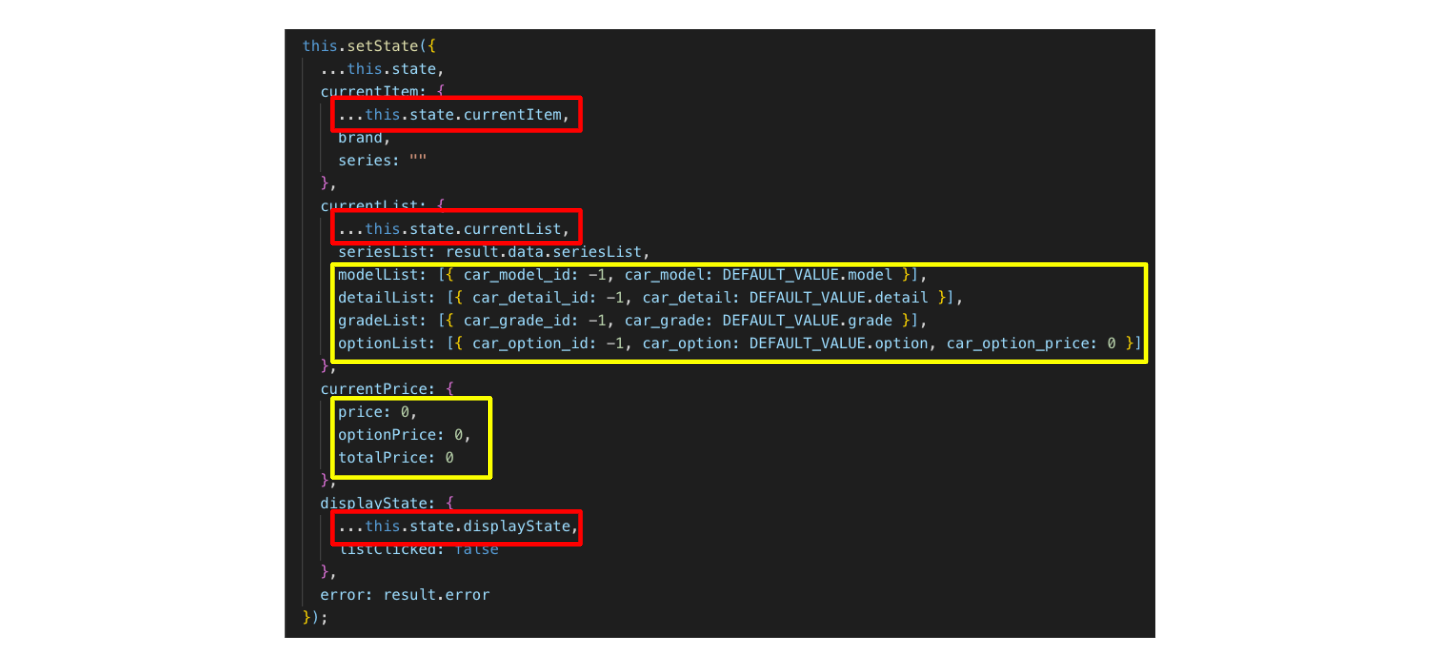 this.setState({
...this.state,
currentItem: {
...this.state.currentItem,
brand,
series: ""
},
currentList: {
...this.state.currentList,
seriesList: result.data.seriesList,
modelList: [{ car_model_id: -1, car_model: DEFAULT_VALUE.model }],
detailList: [{ car_detail_id: -1, car_detail: DEFAULT_VALUE.detail }],
gradeList: [{ car_grade_id: -1, car_grade: DEFAULT_VALUE.grade }],
optionList: [{ car_option_id: -1, car_option: DEFAULT_VALUE.option, car_option_price: 0 }]
},
currentPrice: {
price: 0,
optionPrice: 0,
totalPrice: 0
},
displayState: {
...this.state.displayState,
listClicked: false
},
error: result.error
});